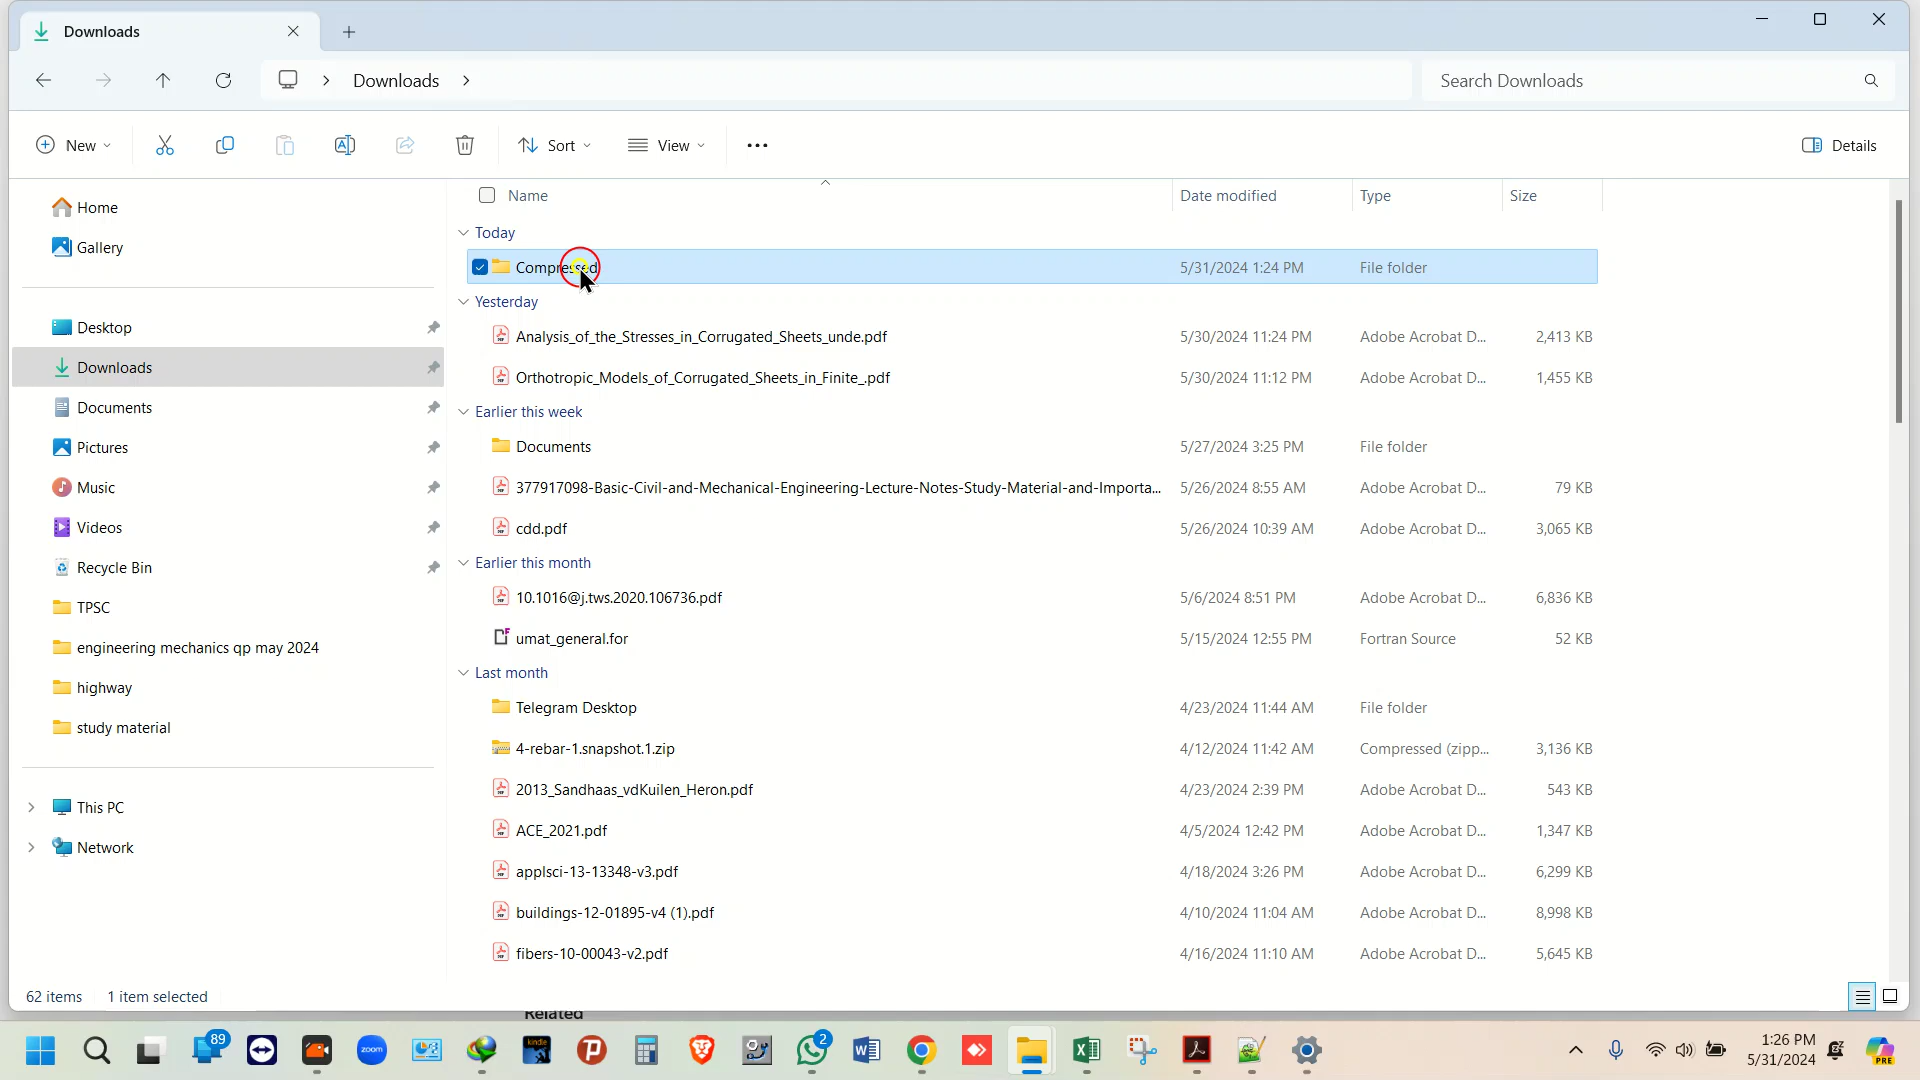 Downloads
Downloads
Search Downloads
New
Sort
View
Details
Home
Gallery
Desktop
Downloads
Documents
Pictures
Music
Videos
Recycle Bin
TPSC
engineering mechanics qp may 2024
highway
study material
This PC
Network
Name Date modified Type Size
Today
Compressed 5/31/2024 1:24 PM File folder
Yesterday
Analysis_of_the_Stresses_in_Corrugated_Sheets_unde.pdf 5/30/2024 11:24 PM Adobe Acrobat D... 2,413 KB
Orthotropic_Models_of_Corrugated_Sheets_in_Finite_.pdf 5/30/2024 11:12 PM Adobe Acrobat D... 1,455 KB
Earlier this week
Documents 5/27/2024 3:25 PM File folder
377917098-Basic-Civil-and-Mechanical-Engineering-Lecture-Notes-Study-Material-and-Importa... 5/26/2024 8:55 AM Adobe Acrobat D... 79 KB
cdd.pdf 5/26/2024 10:39 AM Adobe Acrobat D... 3,065 KB
Earlier this month
10.1016@j.tws.2020.106736.pdf 5/6/2024 8:51 PM Adobe Acrobat D... 6,836 KB
umat_general.for 5/15/2024 12:55 PM Fortran Source 52 KB
Last month
Telegram Desktop 4/23/2024 11:44 AM File folder
4-rebar-1.snapshot.1.zip 4/12/2024 11:42 AM Compressed (zipp... 3,136 KB
2013_Sandhaas_vdKuilen_Heron.pdf 4/23/2024 2:39 PM Adobe Acrobat D... 543 KB
ACE_2021.pdf 4/5/2024 12:42 PM Adobe Acrobat D... 1,347 KB
applsci-13-13348-v3.pdf 4/18/2024 3:26 PM Adobe Acrobat D... 6,299 KB
buildings-12-01895-v4 (1).pdf 4/10/2024 11:04 AM Adobe Acrobat D... 8,998 KB
fibers-10-00043-v2.pdf 4/16/2024 11:10 AM Adobe Acrobat D... 5,645 KB
62 items 1 item selected
Related
89
zoom
kindle
2
1:26 PM
5/31/2024
PRE